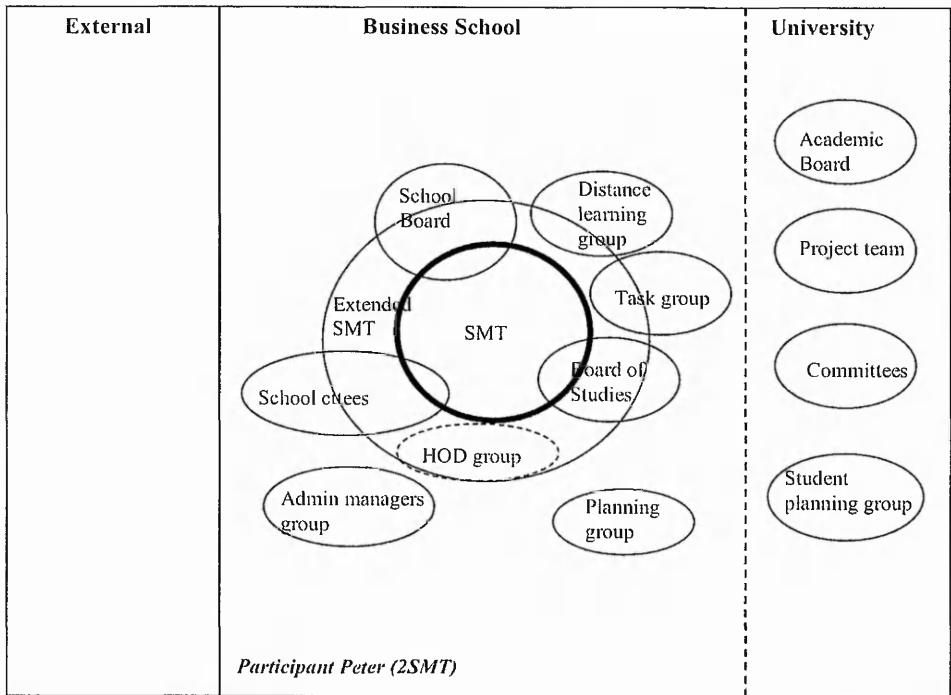 External
Business School
University
School
Board
Distance
learning
group
Task group
Extended
SMT
SMT
Board of
Studies
School cttees
HOD group
Admin managers
group
Planning
group
Academic
Board
Project team
Committees
Student
planning group
Participant Peter (2SMT)